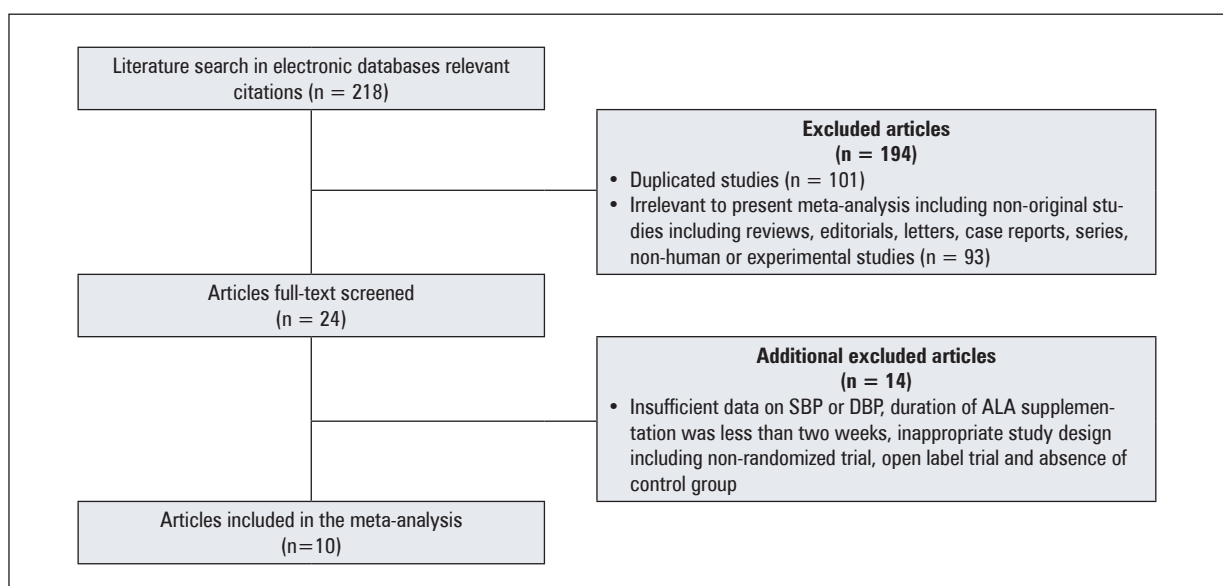 Literature search in electronic databases relevant
citations (n = 218)
Excluded articles
(n = 194)
• Duplicated studies (n = 101)
• Irrelevant to present meta-analysis including non-original stu-
dies including reviews, editorials, letters, case reports, series,
non-human or experimental studies (n = 93)
Articles full-text screened
(n = 24)
Additional excluded articles
(n = 14)
• Insufficient data on SBP or DBP, duration of ALA supplemen-
tation was less than two weeks, inappropriate study design
including non-randomized trial, open label trial and absence of
control group
Articles included in the meta-analysis
(n=10)